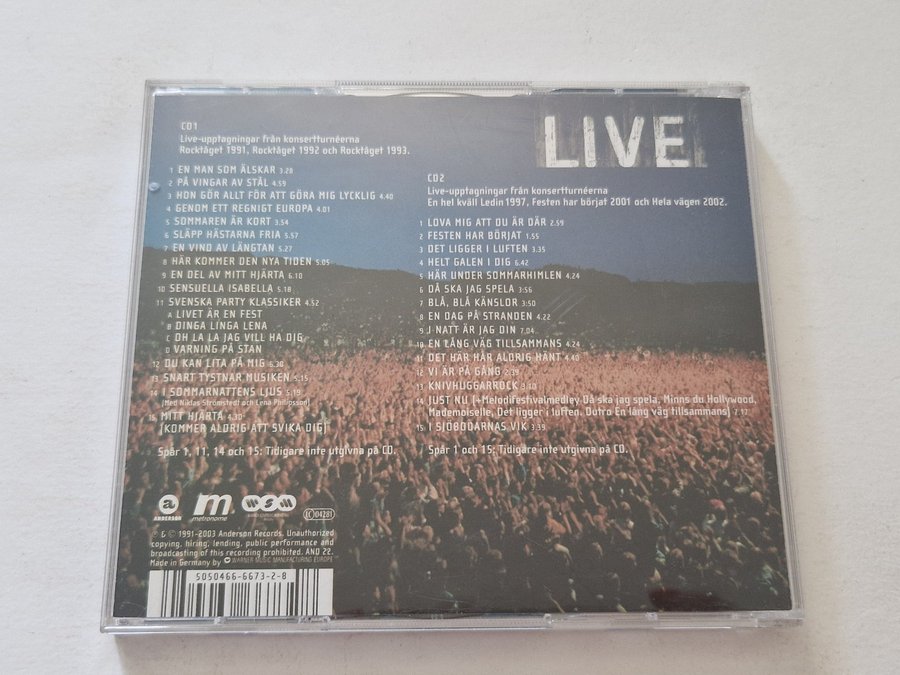 CD1
Live-upptagningar från konsertturnéerna
Rocktåget 1991, Rocktåget 1992 och Rocktåget 1993.
1 EN MAN SOM ÄLSKAR 3.28
2 PÅ VINGAR AV STÅL 4.59
3 HON GÖR ALLT FÖR ATT GÖRA MIG LYCKLIG 4.40
4 GENOM ETT REGNIGT EUROPA 4.01
5 SOMMAREN ÄR KORT 3.54
6 SLÄPP HÄSTARNA FRIA 5.57
7 EN VIND AV LÄNGTAN 5.27
8 HÄR KOMMER DEN NYA TIDEN 5.05
9 EN DEL AV MITT HJÄRTA 6.10
10 SENSUELLA ISABELLA 5.18
11 SVENSKA PARTY KLASSIKER 4.52
A LIVET ÄR EN FEST
B DINGA LINGA LENA
C OH LA LA JAG VILL HA DIG
D VARNING PÅ STAN
12 DU KAN LITA PÅ MIG 6.30
13 SNART TYSTNAR MUSIKEN 5.15
14 I SOMMARNATTENS LJUS 5.19
(Med Niklas Strömstedt och Lena Philipsson)
15 MITT HJÄRTA 4.30
(KOMMER ALDRIG ATT SVIKA DIG)
Spår 1, 11, 14 och 15: Tidigare inte utgivna på CD.
LIVE
CD2
Live-upptagningar från konsertturnéerna
En hel kväll Ledin 1997, Festen har börjat 2001 och Hela vägen 2002.
1 LOVA MIG ATT DU ÄR DÄR 2:59
2 FESTEN HAR BÖRJAT 1.55
3 DET LIGGER I LUFTEN 3.35
4 HELT GALEN I DIG 6.42
5 HÄR UNDER SOMMARHIMLEN 4.24
6 DÅ SKA JAG SPELA 3:56
7 BLÅ, BLÅ KÄNSLOR 3:50
8 EN DAG PÅ STRANDEN 4.22
9 I NATT ÄR JAG DIN 7.04
10 EN LÅNG VÄG TILLSAMMANS 4.24
11 DET HÄR HAR ALDRIG HÄNT 4.40
12 VI ÄR PÅ GÅNG 2.39
13 KNIVHUGGARROCK 3.10
14 JUST NU (+Melodifestivalmedley Då ska jag spela, Minns du Hollywood,
Mademoiselle, Det ligger i luften. Outro En lång väg tillsammans) 7.17
15 I SJÖBODARNAS VIK 3.39
Spår 1 och 15: Tidigare inte utgivna på CD.
a ANDERSON
m metronome.
wsm
LC 04281
℗ & © 1991-2003 Anderson Records. Unauthorized
copying, hiring, lending, public performance and
broadcasting of this recording prohibited. AND 22.
Made in Germany by WARNER MUSIC MANUFACTURING EUROPE
5050466-6673-2-8